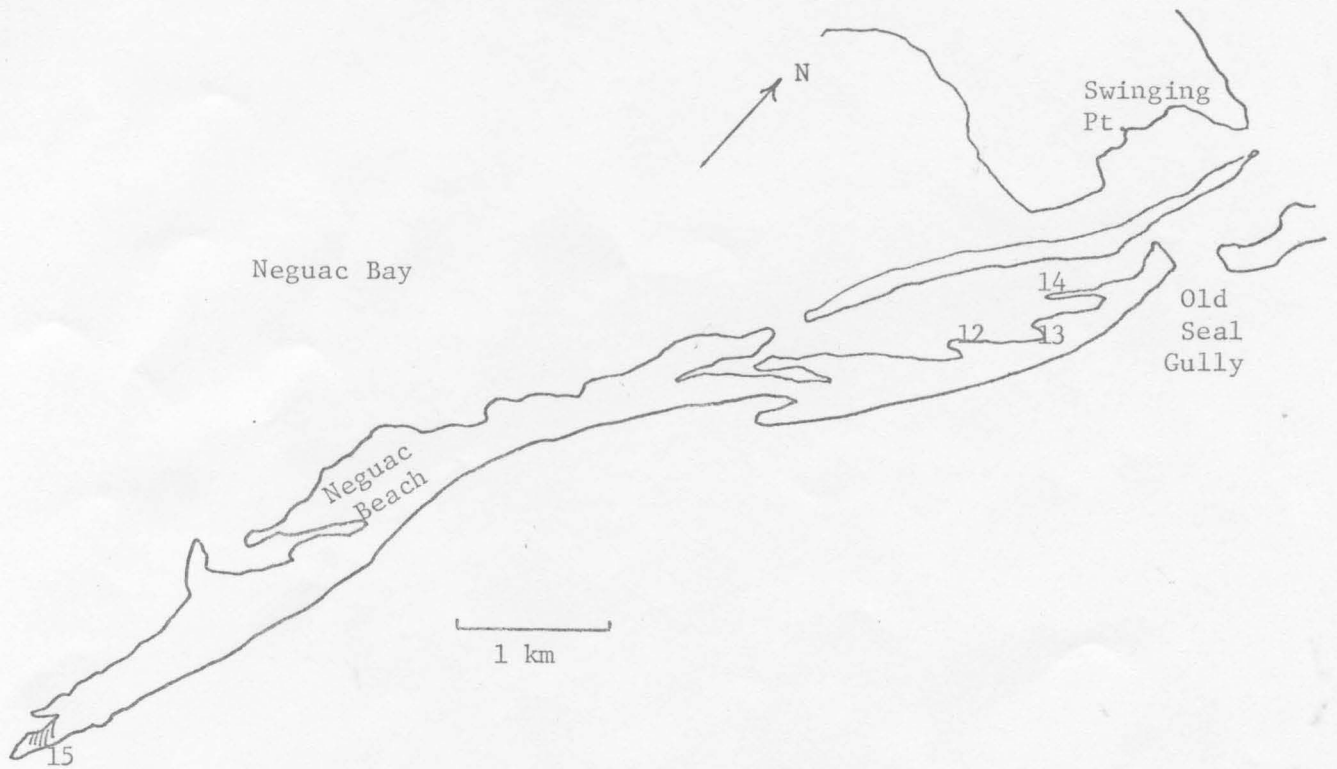 N
Swinging
Pt.
Neguac Bay
14
Old
Seal
Gully
12
13
Neguac
Beach
1 km
15